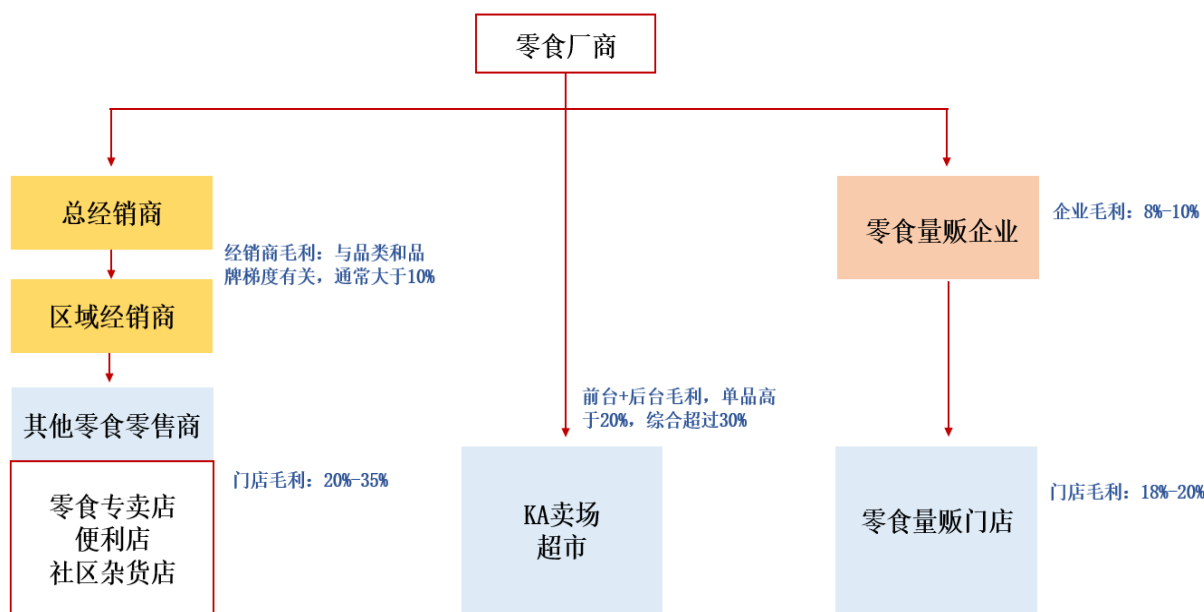 零食厂商
总经销商
经销商毛利：与品类和品
牌梯度有关，通常大于10%
区域经销商
其他零食零售商
门店毛利：20%-35%
零食专卖店
便利店
社区杂货店
前台+后台毛利，单品高
于20%，综合超过30%
KA卖场
超市
零食量贩企业
企业毛利：8%-10%
零食量贩门店
门店毛利：18%-20%